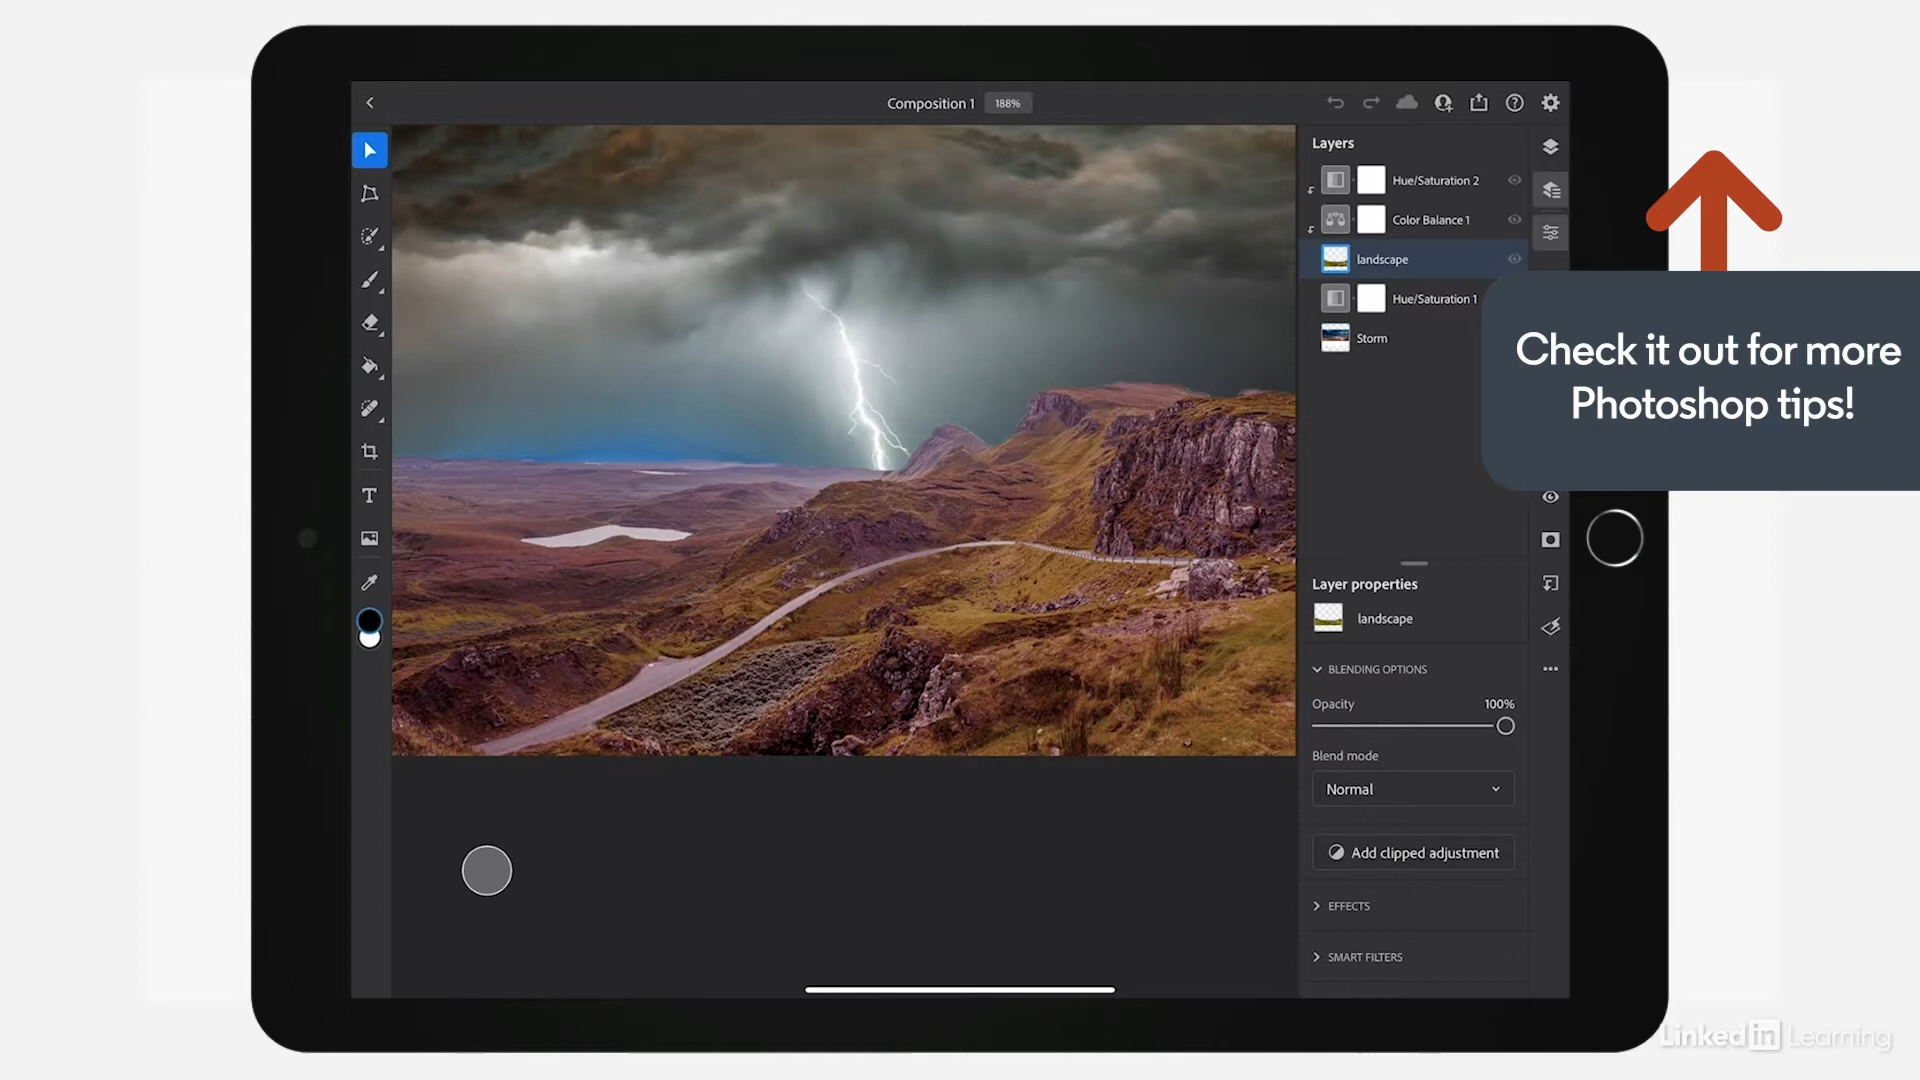 Composition 1
188%
Layers
Hue/Saturation 2
Color Balance 1
landscape
Hue/Saturation 1
Storm
Check it out for more
Photoshop tips!
T
Layer properties
landscape
BLENDING OPTIONS
Opacity
100%
Blend mode
Normal
Add clipped adjustment
EFFECTS
SMART FILTERS
Linked in Learning